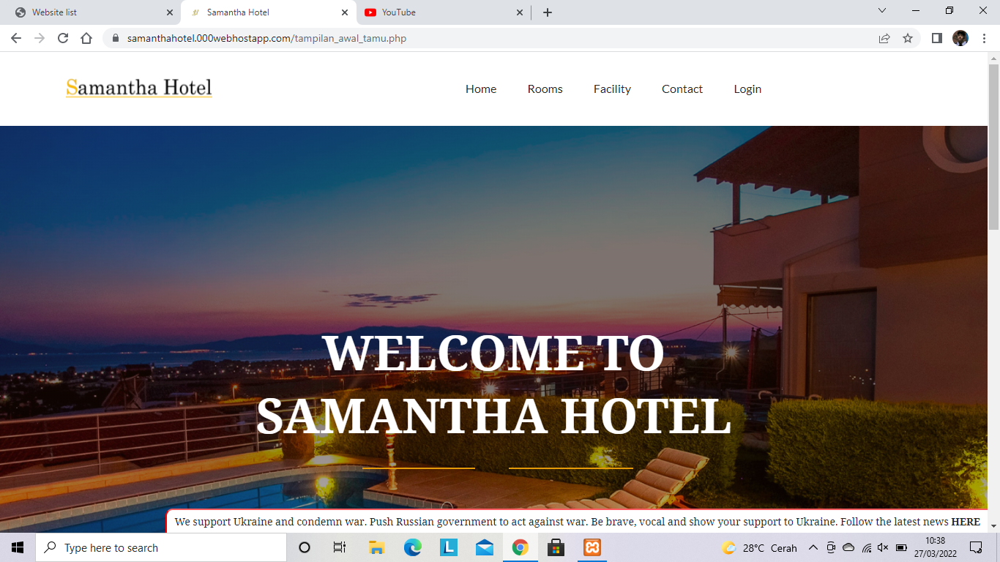 Website list
Samantha Hotel
YouTube
samanthahotel.000webhostapp.com/tampilan_awal_tamu.php
Samantha Hotel
Home
Rooms
Facility
Contact
Login
WELCOME TO
SAMANTHA HOTEL
We support Ukraine and condemn war. Push Russian government to act against war. Be brave, vocal and show your support to Ukraine. Follow the latest news HERE
Type here to search
L
28°C Cerah
10:38
27/03/2022